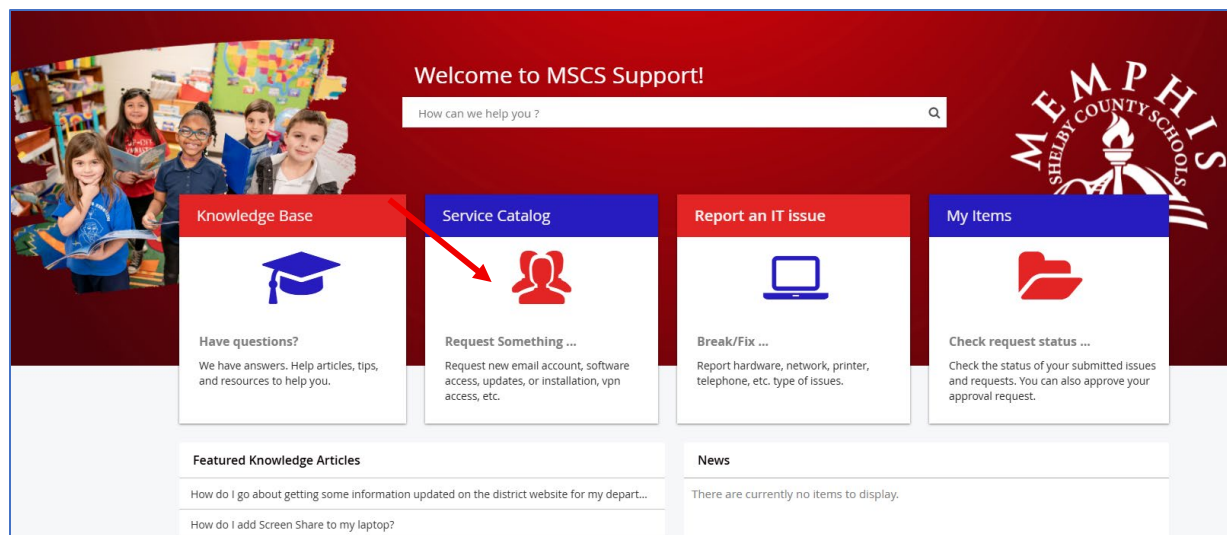 Welcome to MSCS Support!
How can we help you ?
MEMPHIS
SHELBY COUNTY SCHOOLS
Knowledge Base
Have questions?
We have answers. Help articles, tips,
and resources to help you.
Service Catalog
Request Something ...
Request new email account, software
access, updates, or installation, vpn
access, etc.
Report an IT issue
Break/Fix ...
Report hardware, network, printer,
telephone, etc. type of issues.
My Items
Check request status ...
Check the status of your submitted issues
and requests. You can also approve your
approval request.
Featured Knowledge Articles
How do I go about getting some information updated on the district website for my depart...
How do I add Screen Share to my laptop?
News
There are currently no items to display.